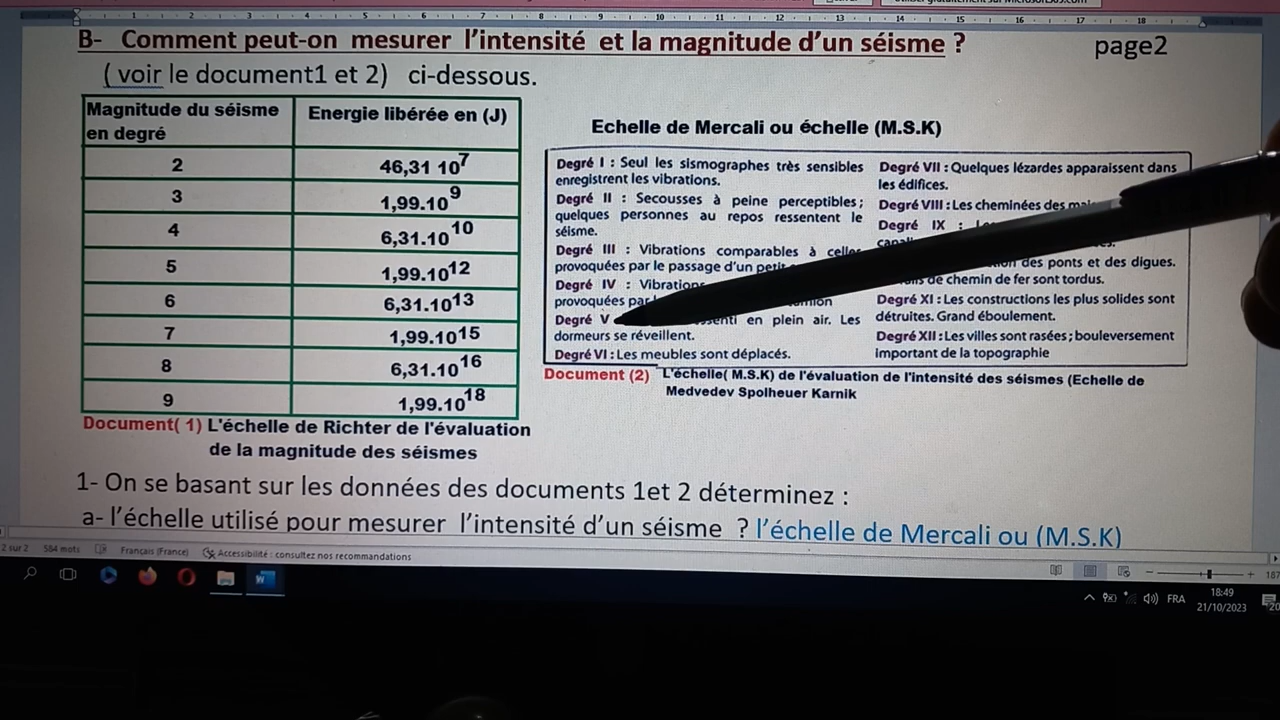 B- Comment peut-on mesurer l'intensité et la magnitude d'un séisme ?
page2
( voir le document1 et 2) ci-dessous.
Magnitude du séisme en degré Energie libérée en (J)
2 46,31 10⁷
3 1,99.10⁹
4 6,31.10¹⁰
5 1,99.10¹²
6 6,31.10¹³
7 1,99.10¹⁵
8 6,31.10¹⁶
9 1,99.10¹⁸
Document( 1) L'échelle de Richter de l'évaluation
de la magnitude des séismes
Echelle de Mercali ou échelle (M.S.K)
Degré I : Seul les sismographes très sensibles
enregistrent les vibrations.
Degré II : Secousses à peine perceptibles ;
quelques personnes au repos ressentent le
séisme.
Degré III : Vibrations comparables à celles
provoquées par le passage d'un petit
Degré IV : Vibrations
provoquées par
Degré V en plein air. Les
dormeurs se réveillent.
Degré VI : Les meubles sont déplacés.
Degré VII : Quelques lézardes apparaissent dans
les édifices.
Degré VIII : Les cheminées des
Degré IX :
des ponts et des digues.
de chemin de fer sont tordus.
Degré XI : Les constructions les plus solides sont
détruites. Grand éboulement.
Degré XII : Les villes sont rasées ; bouleversement
important de la topographie
Document (2) L'échelle( M.S.K) de l'évaluation de l'intensité des séismes (Echelle de
Medvedev Spolheuer Karnik
1- On se basant sur les données des documents 1et 2 déterminez :
a- l'échelle utilisé pour mesurer l'intensité d'un séisme ? l'échelle de Mercali ou (M.S.K)
2 sur 2 584 mots Français (France) Accessibilité : consultez nos recommandations
187
FRA
18:49
21/10/2023